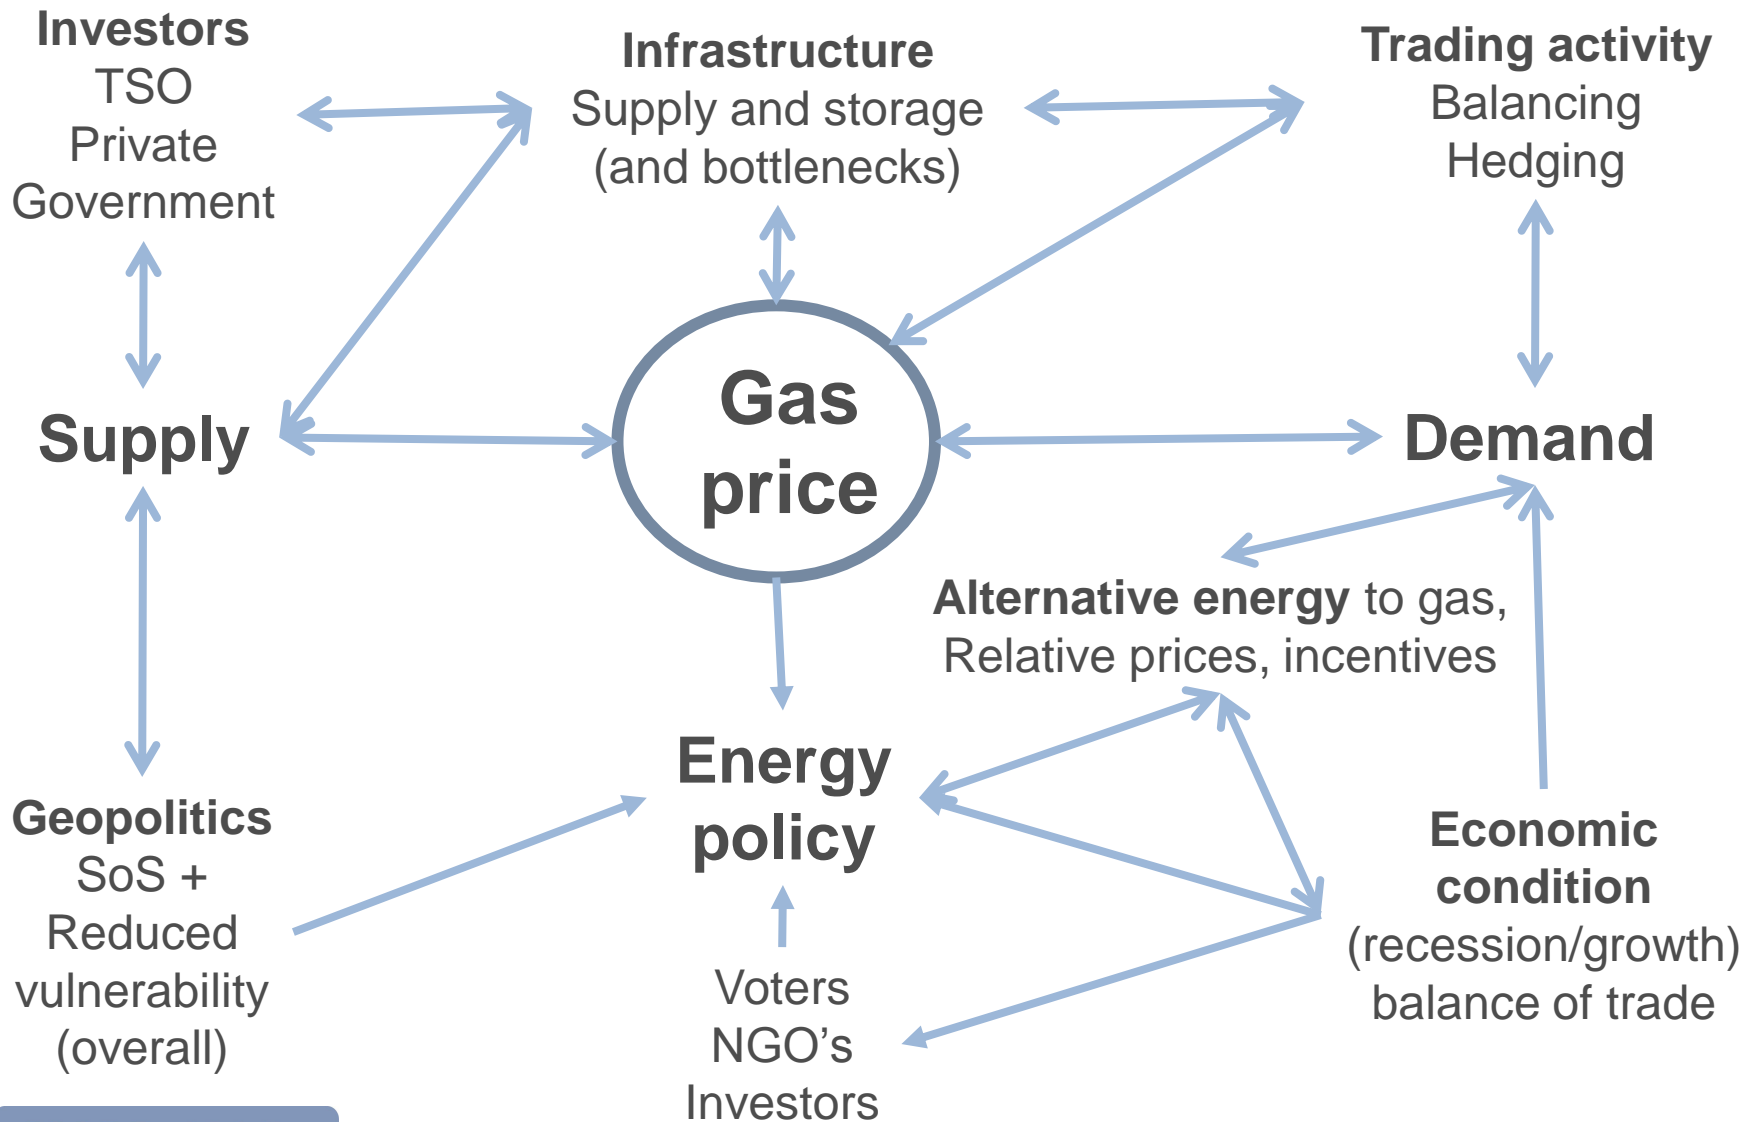 Investors
TSO
Private
Government
Infrastructure
Supply and storage
(and bottlenecks)
Trading activity
Balancing
Hedging
Supply
Gas
price
Demand
Alternative energy to gas,
Relative prices, incentives
Geopolitics
SoS +
Reduced
vulnerability
(overall)
Energy
policy
Voters
NGO’s
Investors
Economic
condition
(recession/growth)
balance of trade